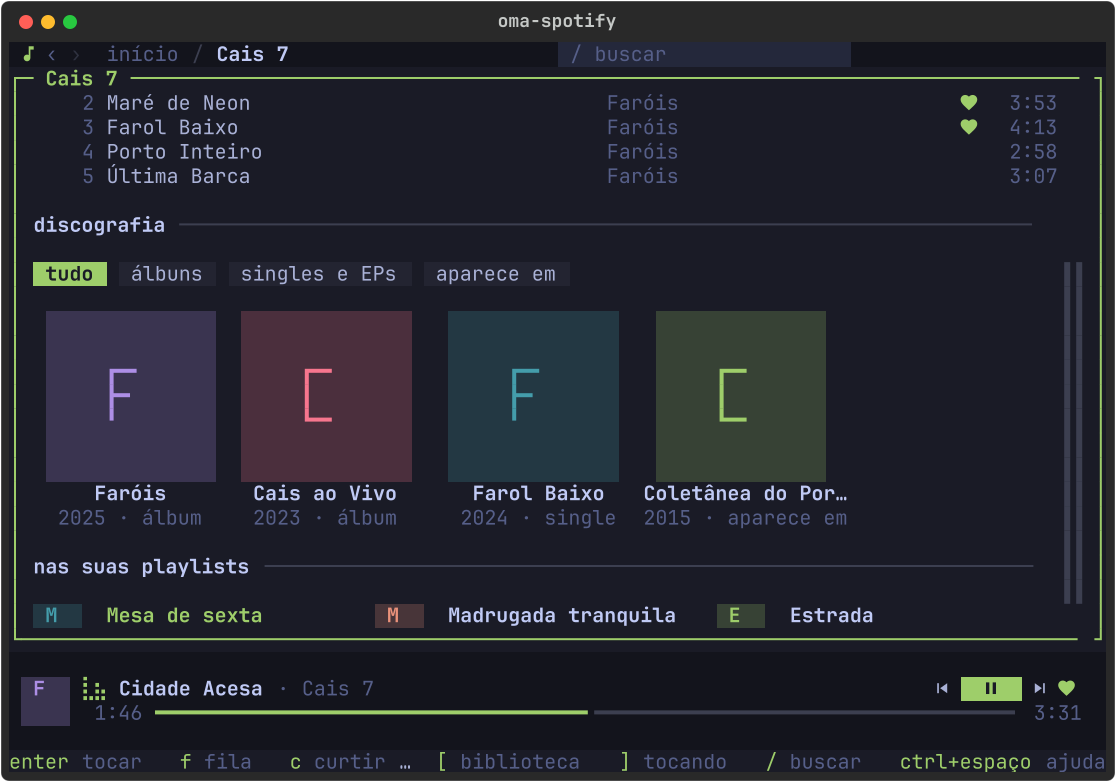 oma-spotify
♪ ‹ › início / Cais 7 / buscar
Cais 7
2 Maré de Neon Faróis ♥ 3:53
3 Farol Baixo Faróis ♥ 4:13
4 Porto Inteiro Faróis 2:58
5 Última Barca Faróis 3:07
discografia
tudo álbuns singles e EPs aparece em
F C F C
Faróis Cais ao Vivo Farol Baixo Coletânea do Por…
2025 · álbum 2023 · álbum 2024 · single 2015 · aparece em
nas suas playlists
M Mesa de sexta M Madrugada tranquila E Estrada
F Cidade Acesa · Cais 7 ♥
1:46 3:31
enter tocar f fila c curtir … [ biblioteca ] tocando / buscar ctrl+espaço ajuda